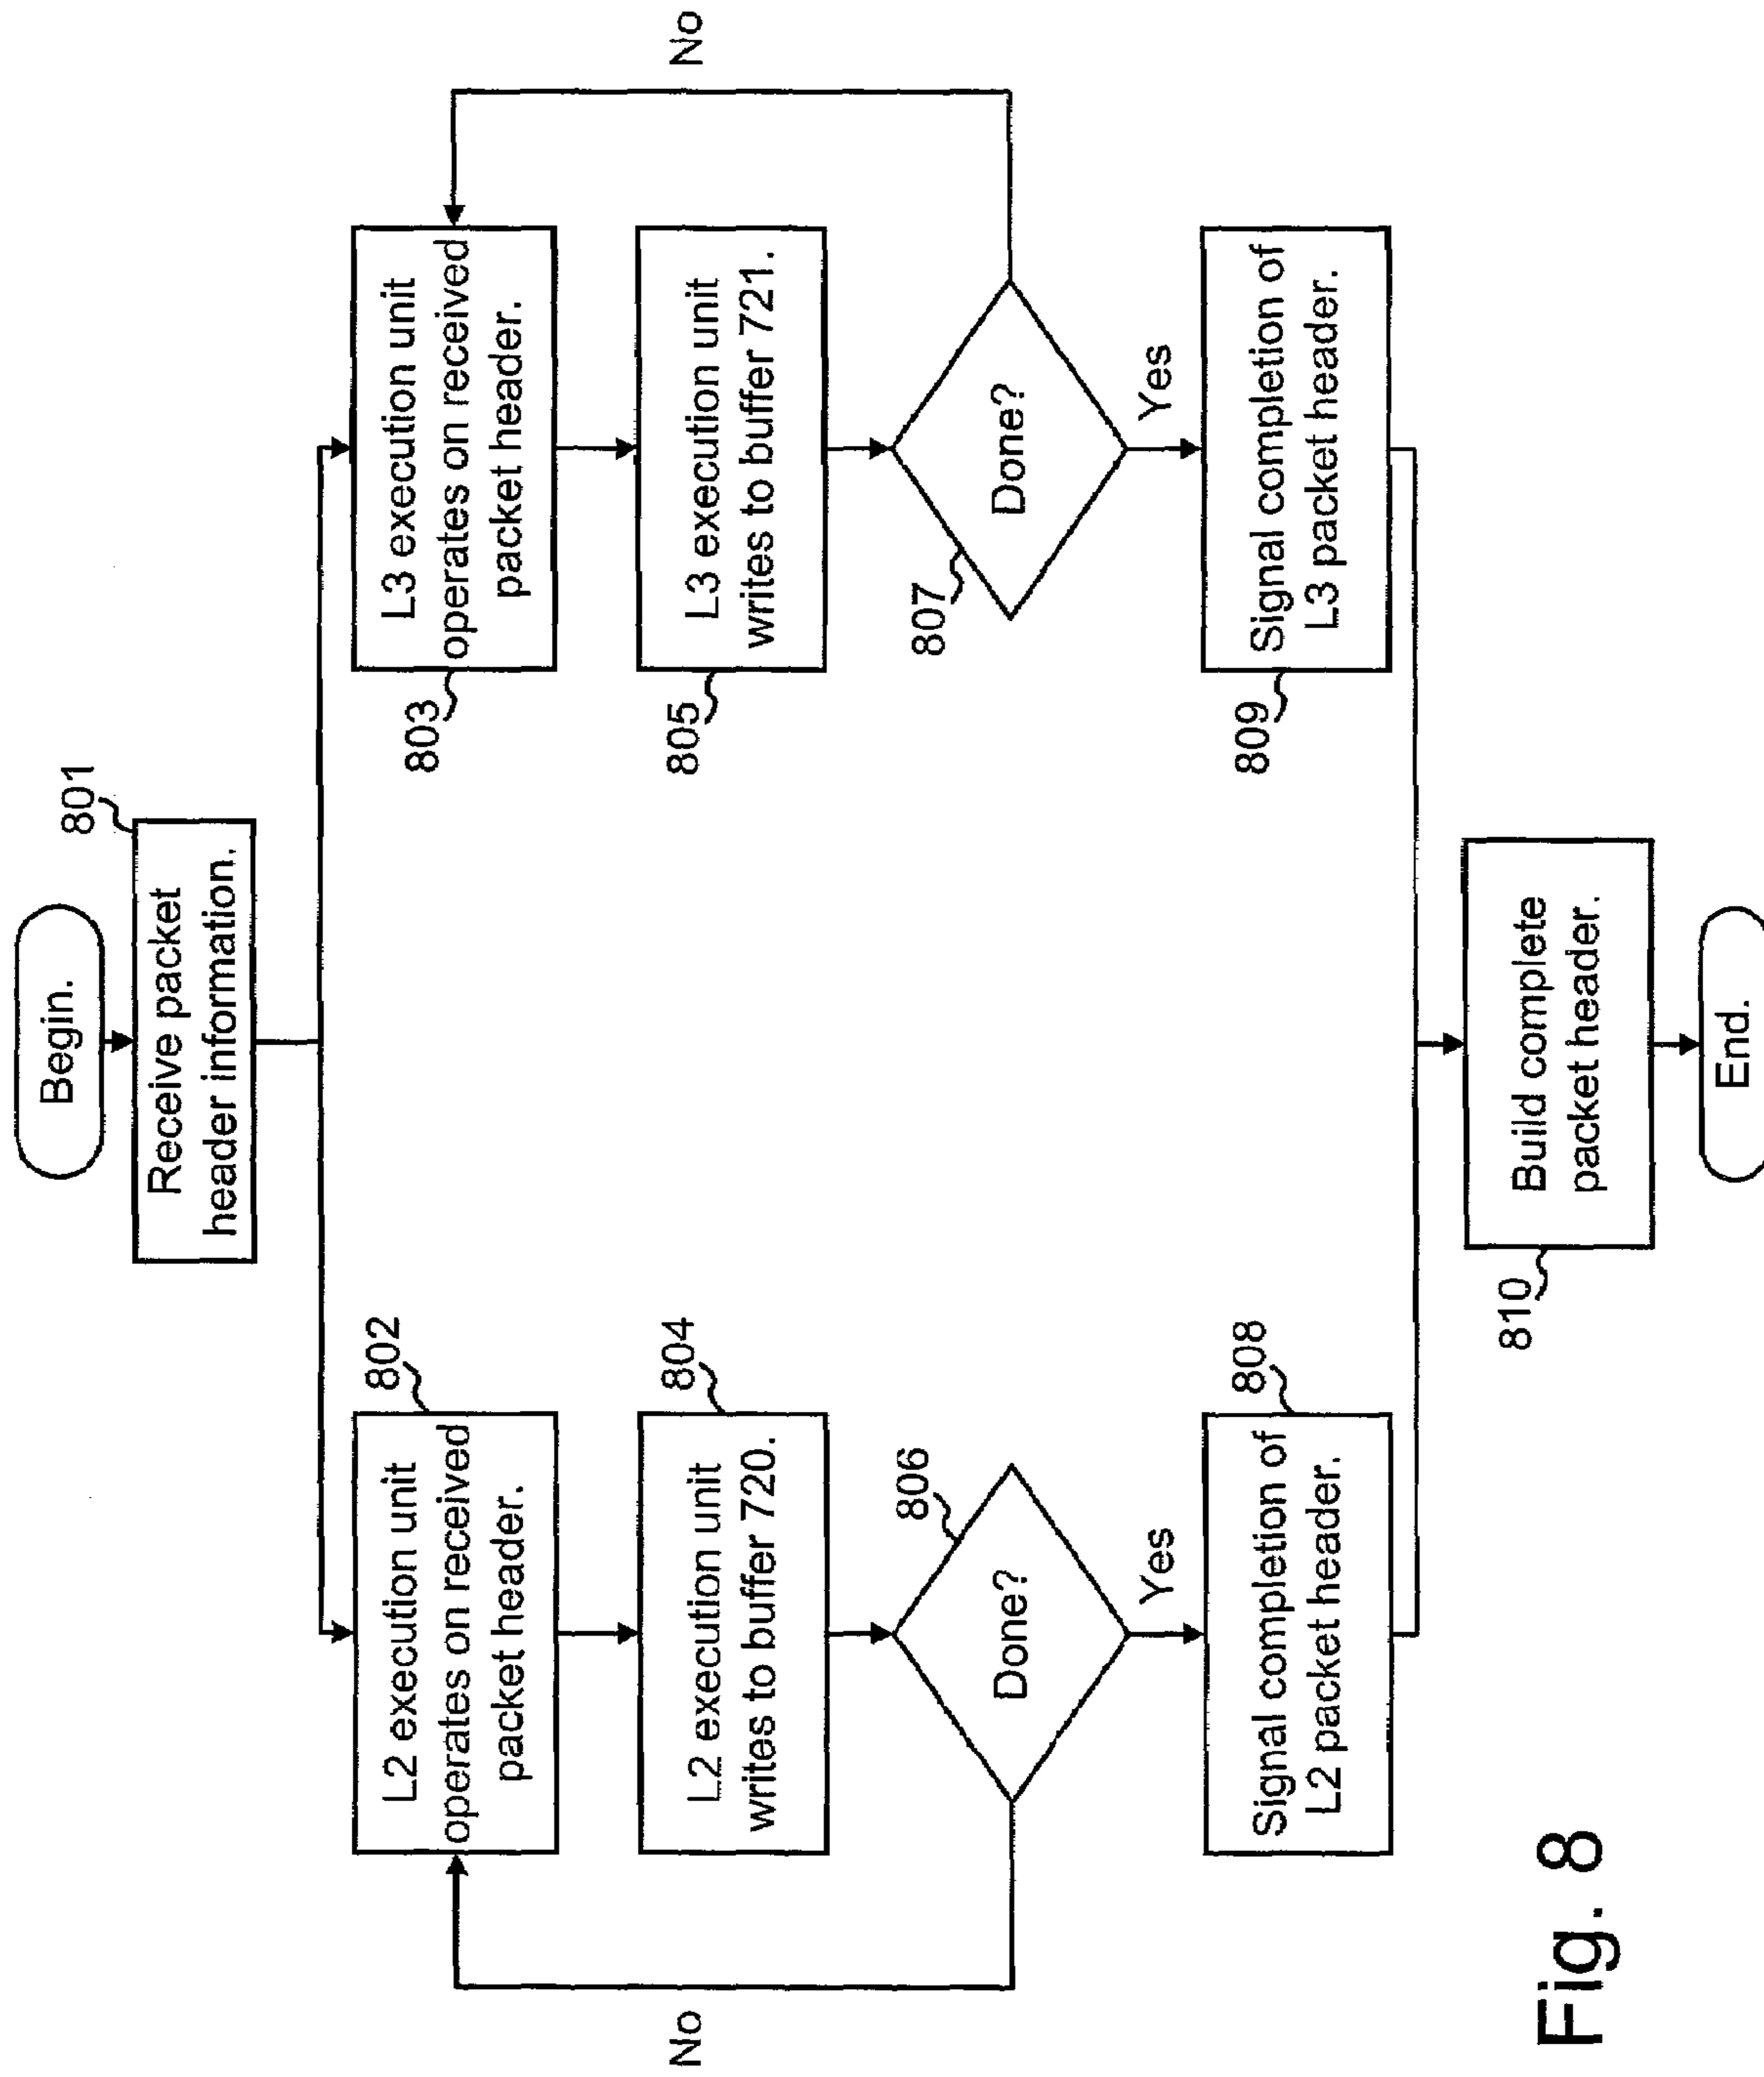 Begin.
801
Receive packet
header information.
802
L2 execution unit
operates on received
packet header.
803
L3 execution unit
operates on received
packet header.
804
L2 execution unit
writes to buffer 720.
805
L3 execution unit
writes to buffer 721.
No
No
806
Done?
807
Done?
Yes
Yes
808
Signal completion of
L2 packet header.
809
Signal completion of
L3 packet header.
810
Build complete
packet header.
End.
Fig. 8